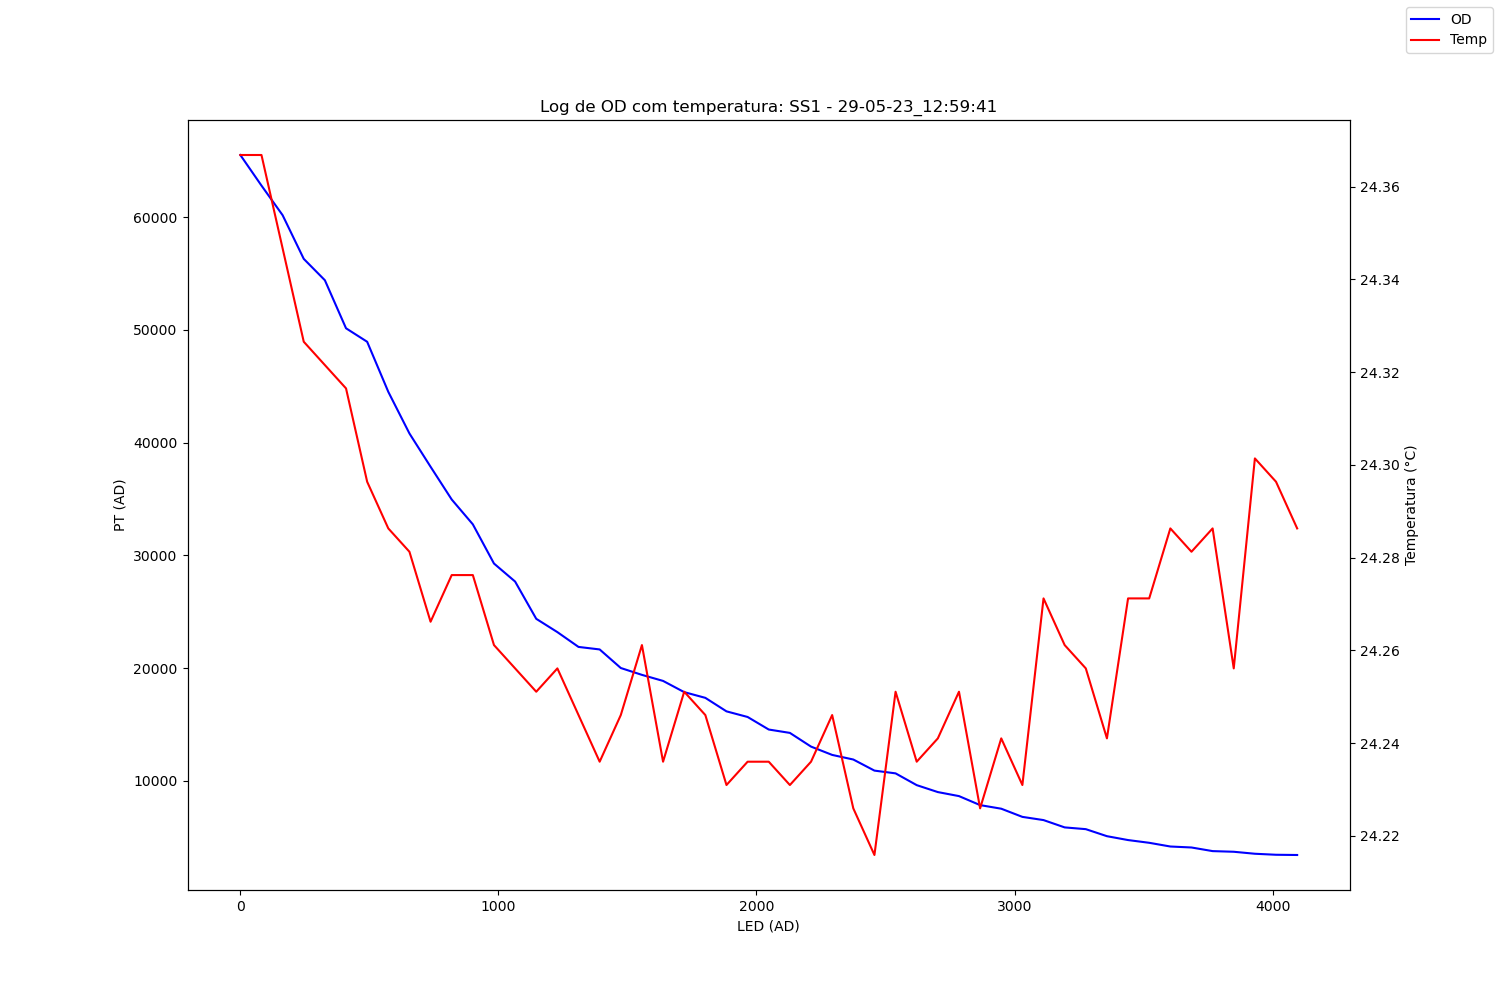 OD
Temp
Log de OD com temperatura: SS1 - 29-05-23_12:59:41
60000
50000
40000
30000
20000
10000
PT (AD)
24.36
24.34
24.32
24.30
24.28
24.26
24.24
24.22
Temperatura (°C)
0 1000 2000 3000 4000
LED (AD)